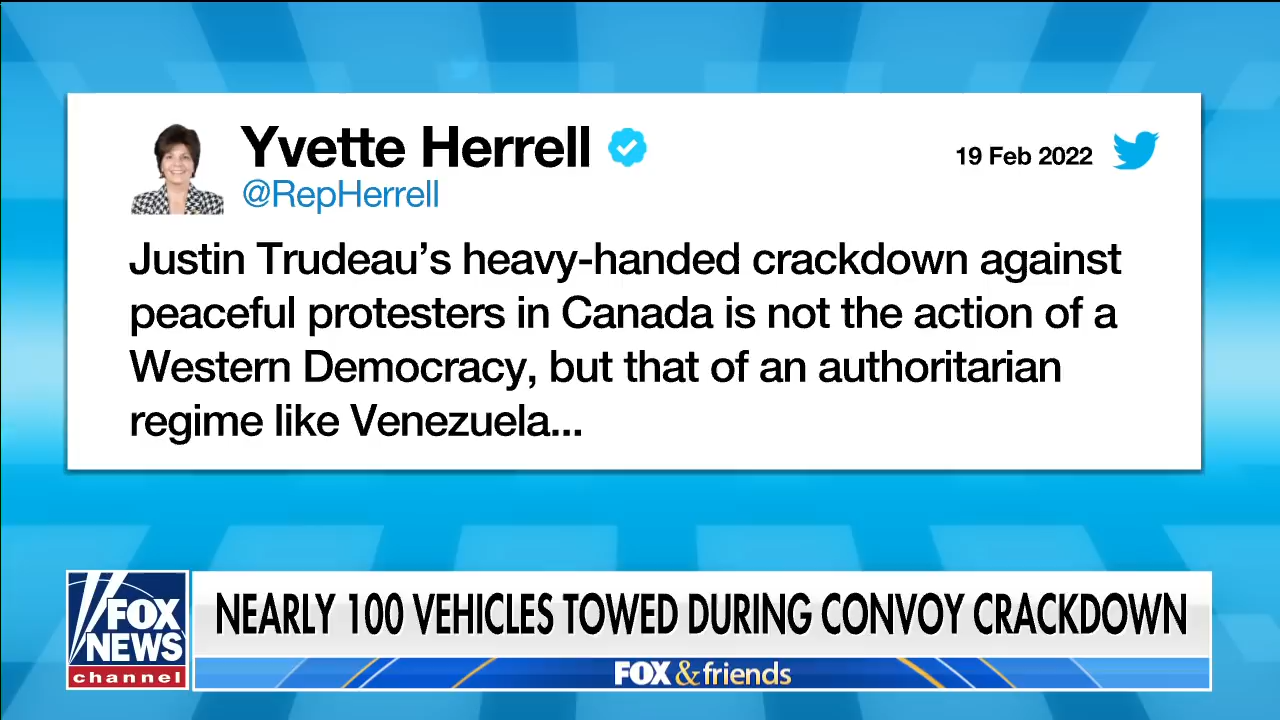 Yvette Herrell
19 Feb 2022
@RepHerrell
Justin Trudeau’s heavy-handed crackdown against
peaceful protesters in Canada is not the action of a
Western Democracy, but that of an authoritarian
regime like Venezuela...
FOX
NEWS
channel
NEARLY 100 VEHICLES TOWED DURING CONVOY CRACKDOWN
FOX & friends